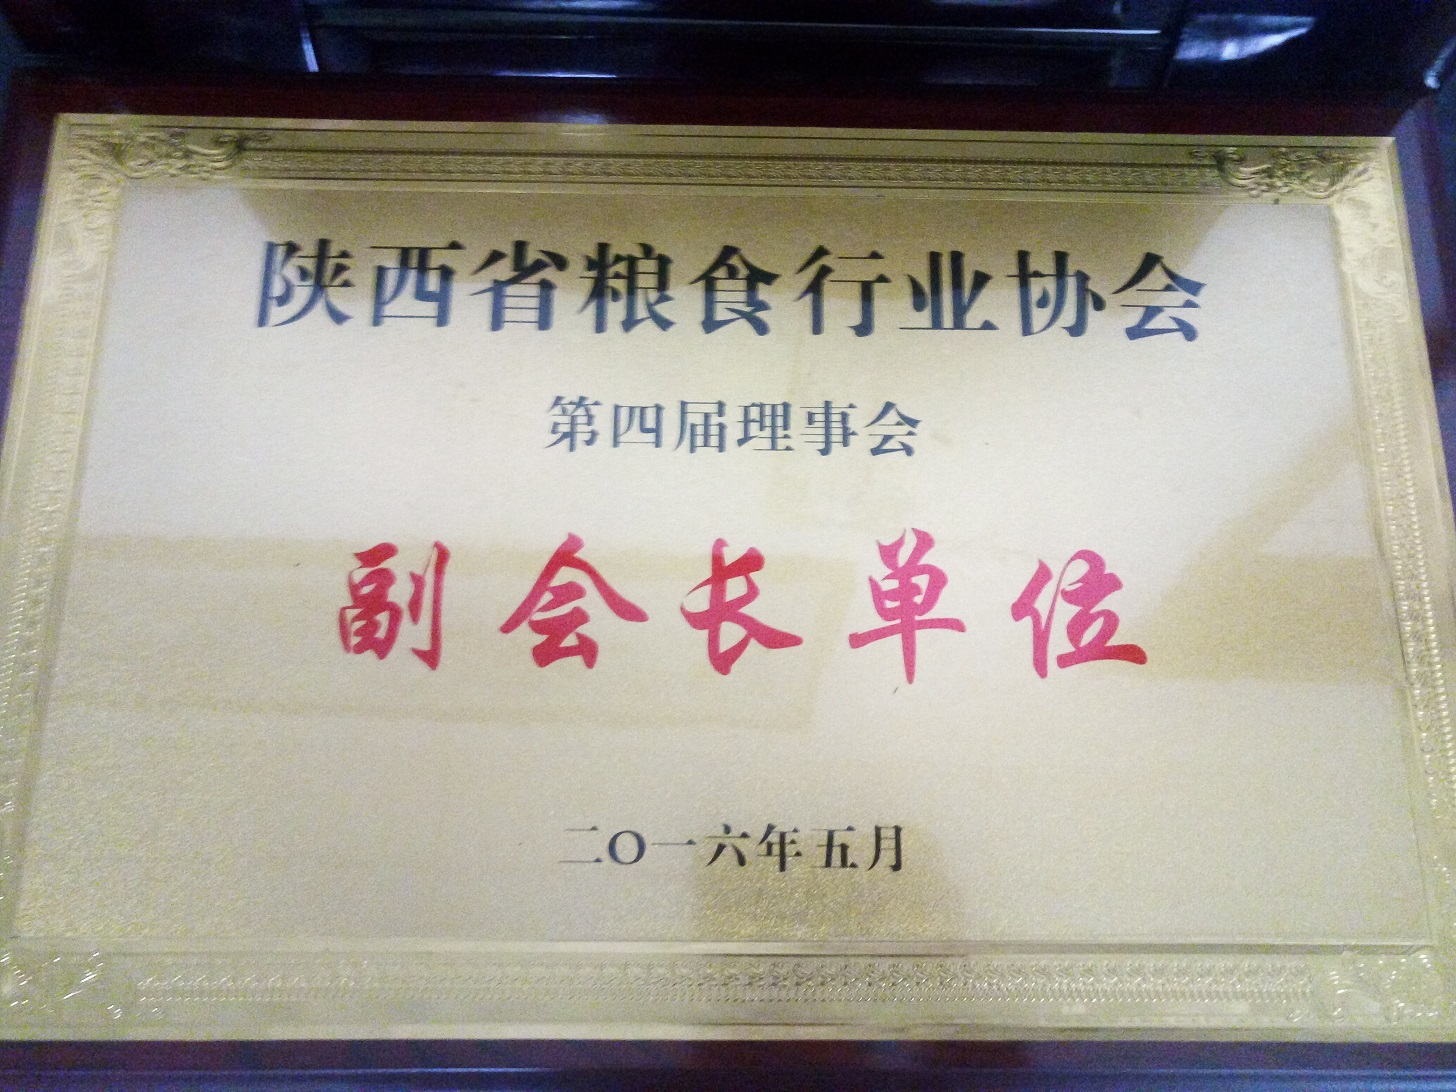 陕西省粮食行业协会
第四届理事会
副会长单位
二〇一六年五月